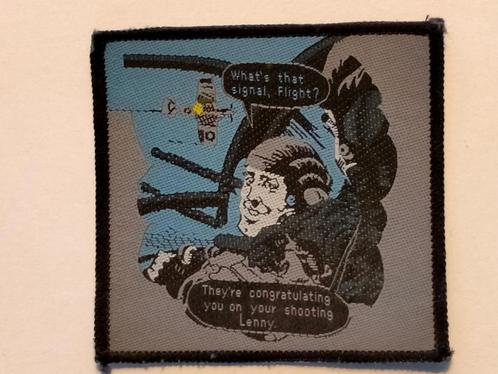 What's that
signal, Flight?
They're congratulating
you on your shooting
Lenny.